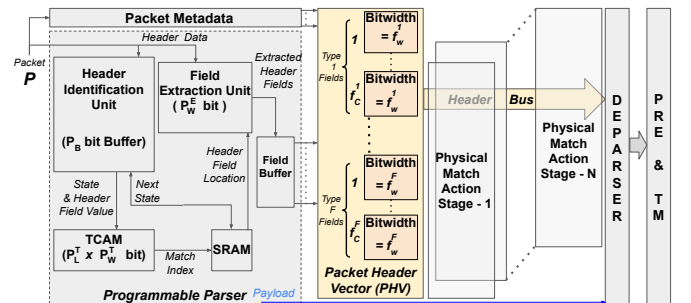 Packet Metadata
Header Data
Packet
P
Header
Identification
Unit
(P_B bit Buffer)
Field
Extraction Unit
(P_W^E bit)
Extracted
Header
Fields
Header
Field
Location
Field
Buffer
State
& Header
Field Value
Next
State
TCAM
(P_L^T x P_W^T bit)
Match
Index
SRAM
Programmable Parser
Payload
Type
1
Fields
1
Bitwidth
= f_w^1
f_C^1
Bitwidth
= f_w^1
Type
F
Fields
1
Bitwidth
= f_w^F
f_C^F
Bitwidth
= f_w^F
Packet Header
Vector (PHV)
Header Bus
Physical
Match
Action
Stage - 1
Physical
Match
Action
Stage - N
DEPARSER
PRE & TM